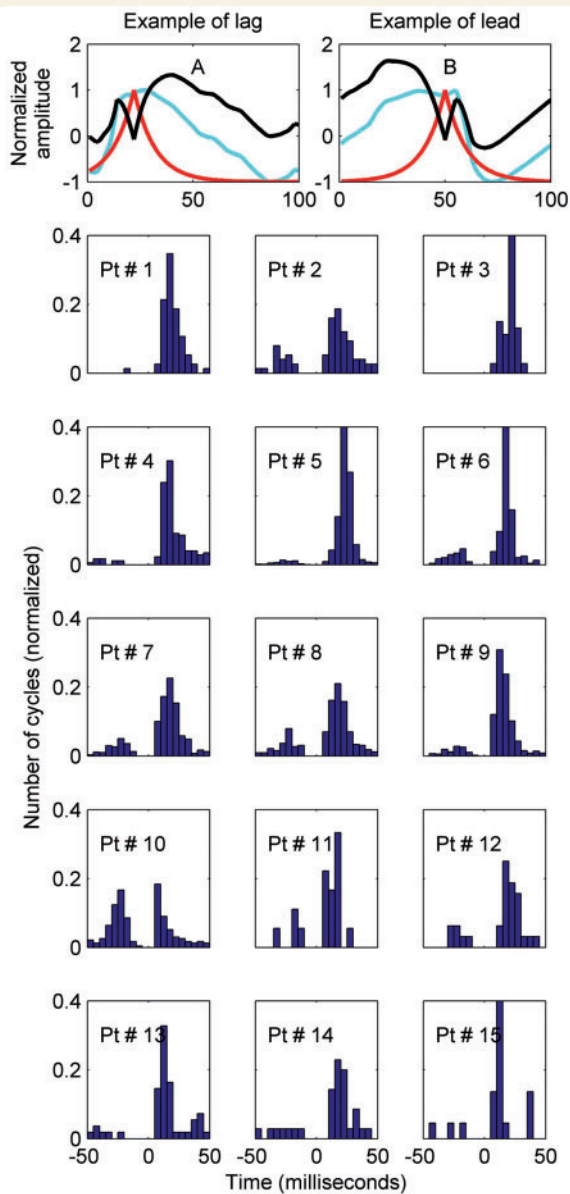 Example of lag
Example of lead
Normalized
amplitude
2
1
0
-1
A
B
0
50
100
0
50
100
0.4
0.2
0
Pt # 1
Pt # 2
Pt # 3
0.4
0.2
0
Pt # 4
Pt # 5
Pt # 6
Number of cycles (normalized)
0.4
0.2
0
Pt # 7
Pt # 8
Pt # 9
0.4
0.2
0
Pt # 10
Pt # 11
Pt # 12
0.4
0.2
0
Pt # 13
Pt # 14
Pt # 15
-50
0
50
-50
0
50
-50
0
50
Time (milliseconds)